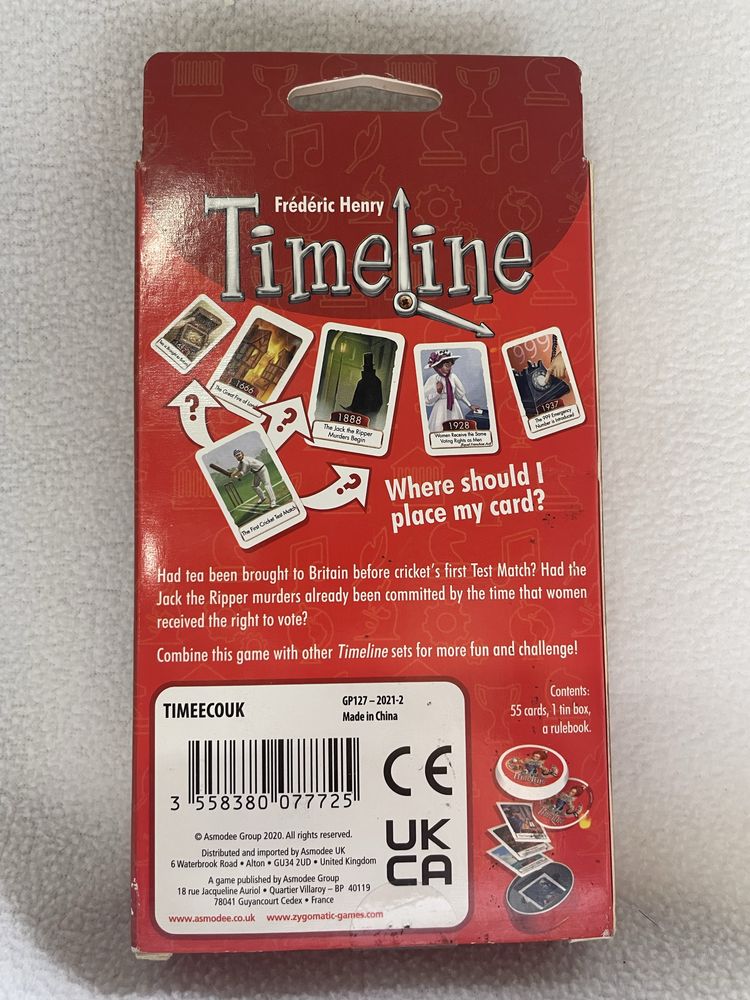 Frédéric Henry
Timeline
1666
The Great Fire of London
1888
The Jack the Ripper
Murders Begin
1928
Women Receive the Same
Voting Rights as Men
999
1937
The 999 Emergency
Number is Introduced
?
?
?
The First Cricket Test Match
Where should I
place my card?
Had tea been brought to Britain before cricket's first Test Match? Had the
Jack the Ripper murders already been committed by the time that women
received the right to vote?
Combine this game with other Timeline sets for more fun and challenge!
TIMEECOUK
GP127 – 2021-2
Made in China
Contents:
55 cards, 1 tin box,
a rulebook.
3 558380 077725
CE
UK
CA
© Asmodee Group 2020. All rights reserved.
Distributed and imported by Asmodee UK
6 Waterbrook Road • Alton • GU34 2UD • United Kingdom
A game published by Asmodee Group
18 rue Jacqueline Auriol • Quartier Villaroy – BP 40119
78041 Guyancourt Cedex • France
www.asmodee.co.uk www.zygomatic-games.com
Timeline
Timeline